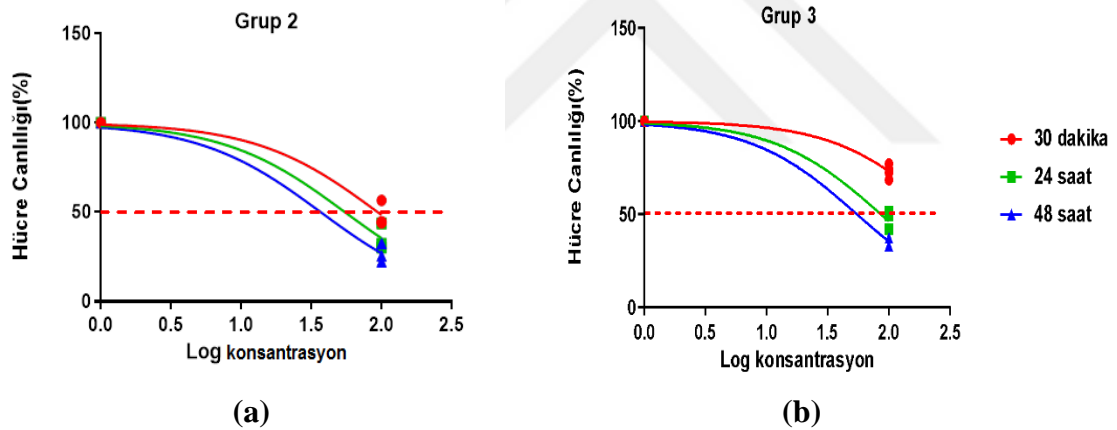 Grup 2
Hücre Canlılığı(%)
150
100
50
0
0.0 0.5 1.0 1.5 2.0 2.5
Log konsantrasyon
(a)
Grup 3
Hücre Canlılığı(%)
150
100
50
0
0.0 0.5 1.0 1.5 2.0 2.5
Log konsantrasyon
(b)
30 dakika
24 saat
48 saat